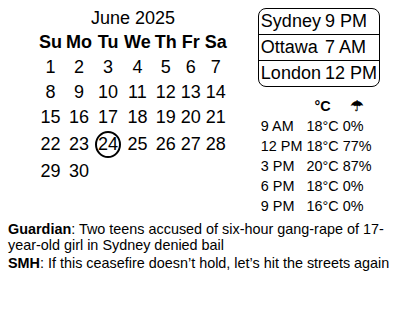 June 2025
Su Mo Tu We Th Fr Sa
1 2 3 4 5 6 7
8 9 10 11 12 13 14
15 16 17 18 19 20 21
22 23 24 25 26 27 28
29 30
Sydney 9 PM
Ottawa 7 AM
London 12 PM
°C ☂
9 AM 18°C 0%
12 PM 18°C 77%
3 PM 20°C 87%
6 PM 18°C 0%
9 PM 16°C 0%
Guardian: Two teens accused of six-hour gang-rape of 17-
year-old girl in Sydney denied bail
SMH: If this ceasefire doesn’t hold, let’s hit the streets again